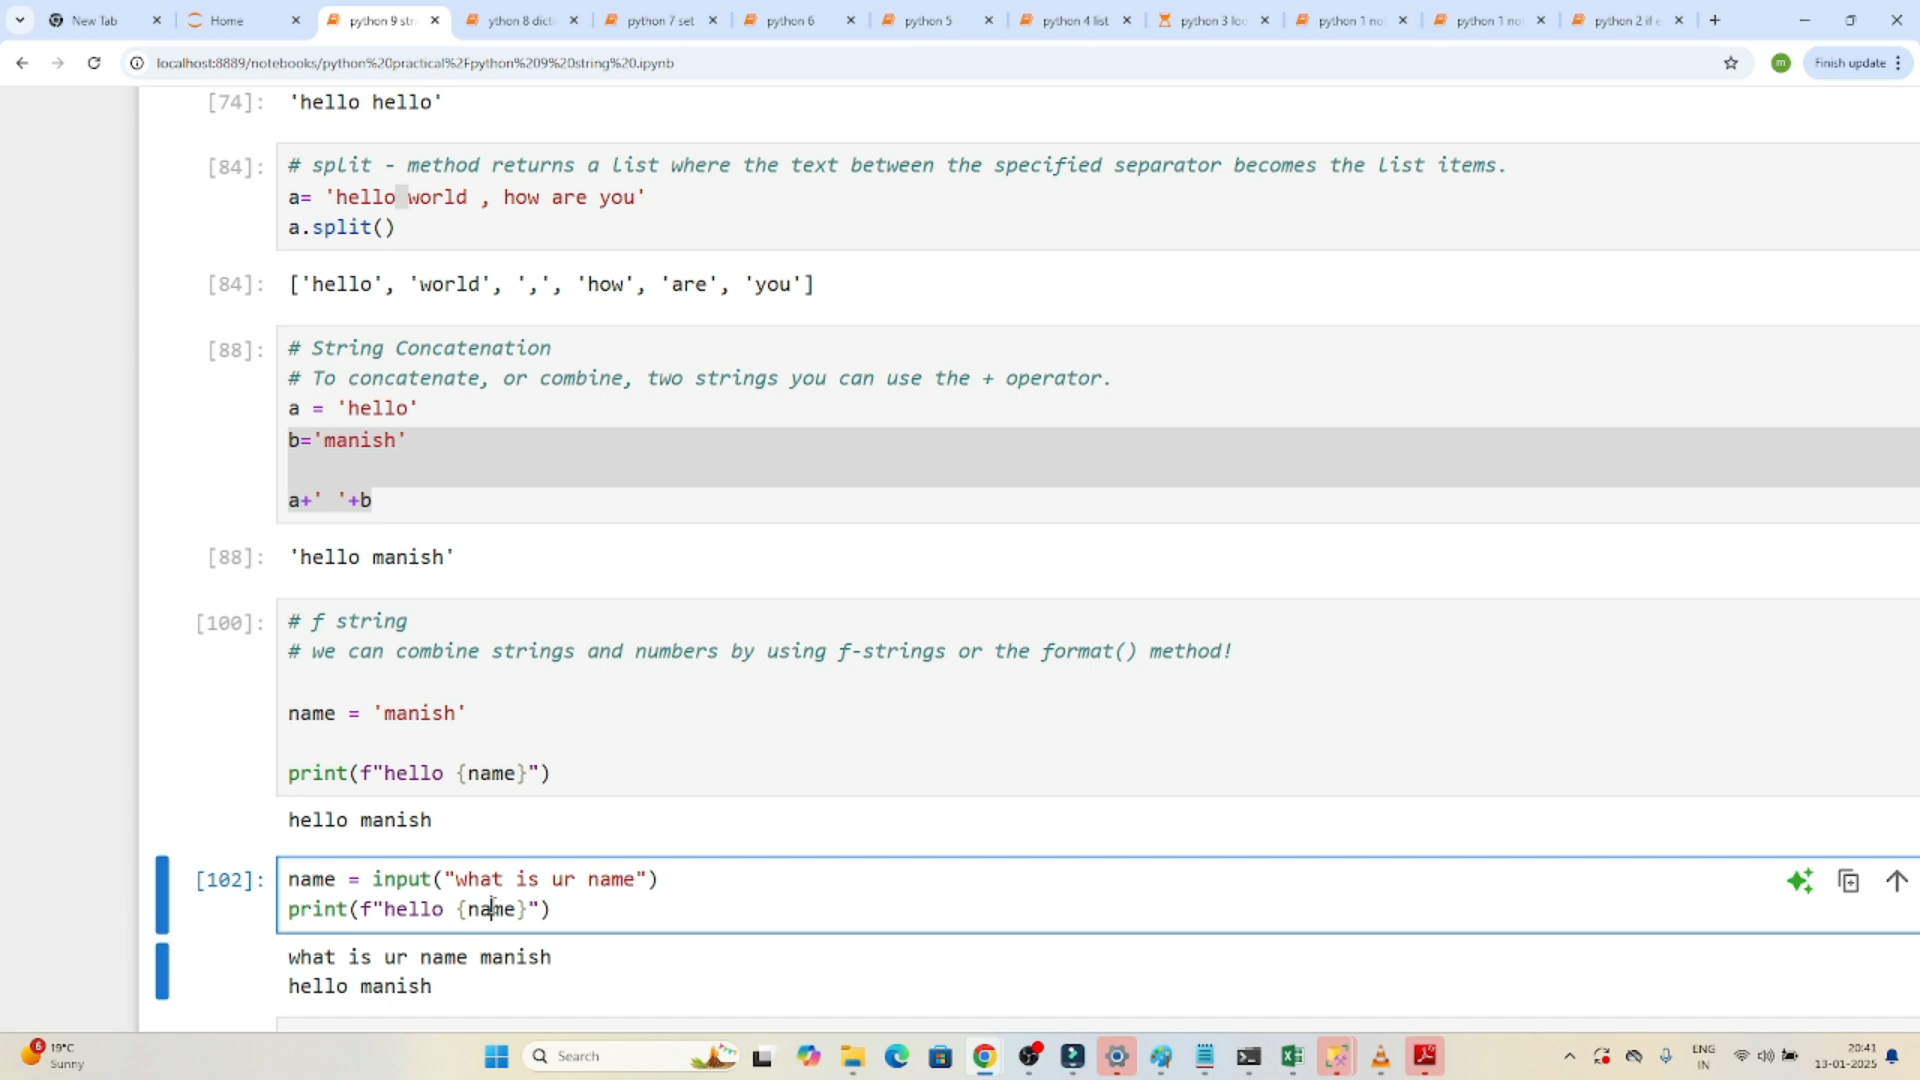 New Tab
Home
python 9 str
ython 8 dicti
python 7 set
python 6
python 5
python 4 list
python 3 loo
python 1 no
python 1 no
python 2 if e
localhost:8889/notebooks/python%20practical%2Fpython%209%20string%20.ipynb
Finish update
m
[74]: 'hello hello'
[84]: # split - method returns a list where the text between the specified separator becomes the list items.
a= 'hello world , how are you'
a.split()
[84]: ['hello', 'world', ',', 'how', 'are', 'you']
[88]: # String Concatenation
# To concatenate, or combine, two strings you can use the + operator.
a = 'hello'
b='manish'
a+' '+b
[88]: 'hello manish'
[100]: # f string
# we can combine strings and numbers by using f-strings or the format() method!
name = 'manish'
print(f"hello {name}")
hello manish
[102]: name = input("what is ur name")
print(f"hello {name}")
what is ur name manish
hello manish
6
19°C
Sunny
Search
ENG
IN
20:41
13-01-2025